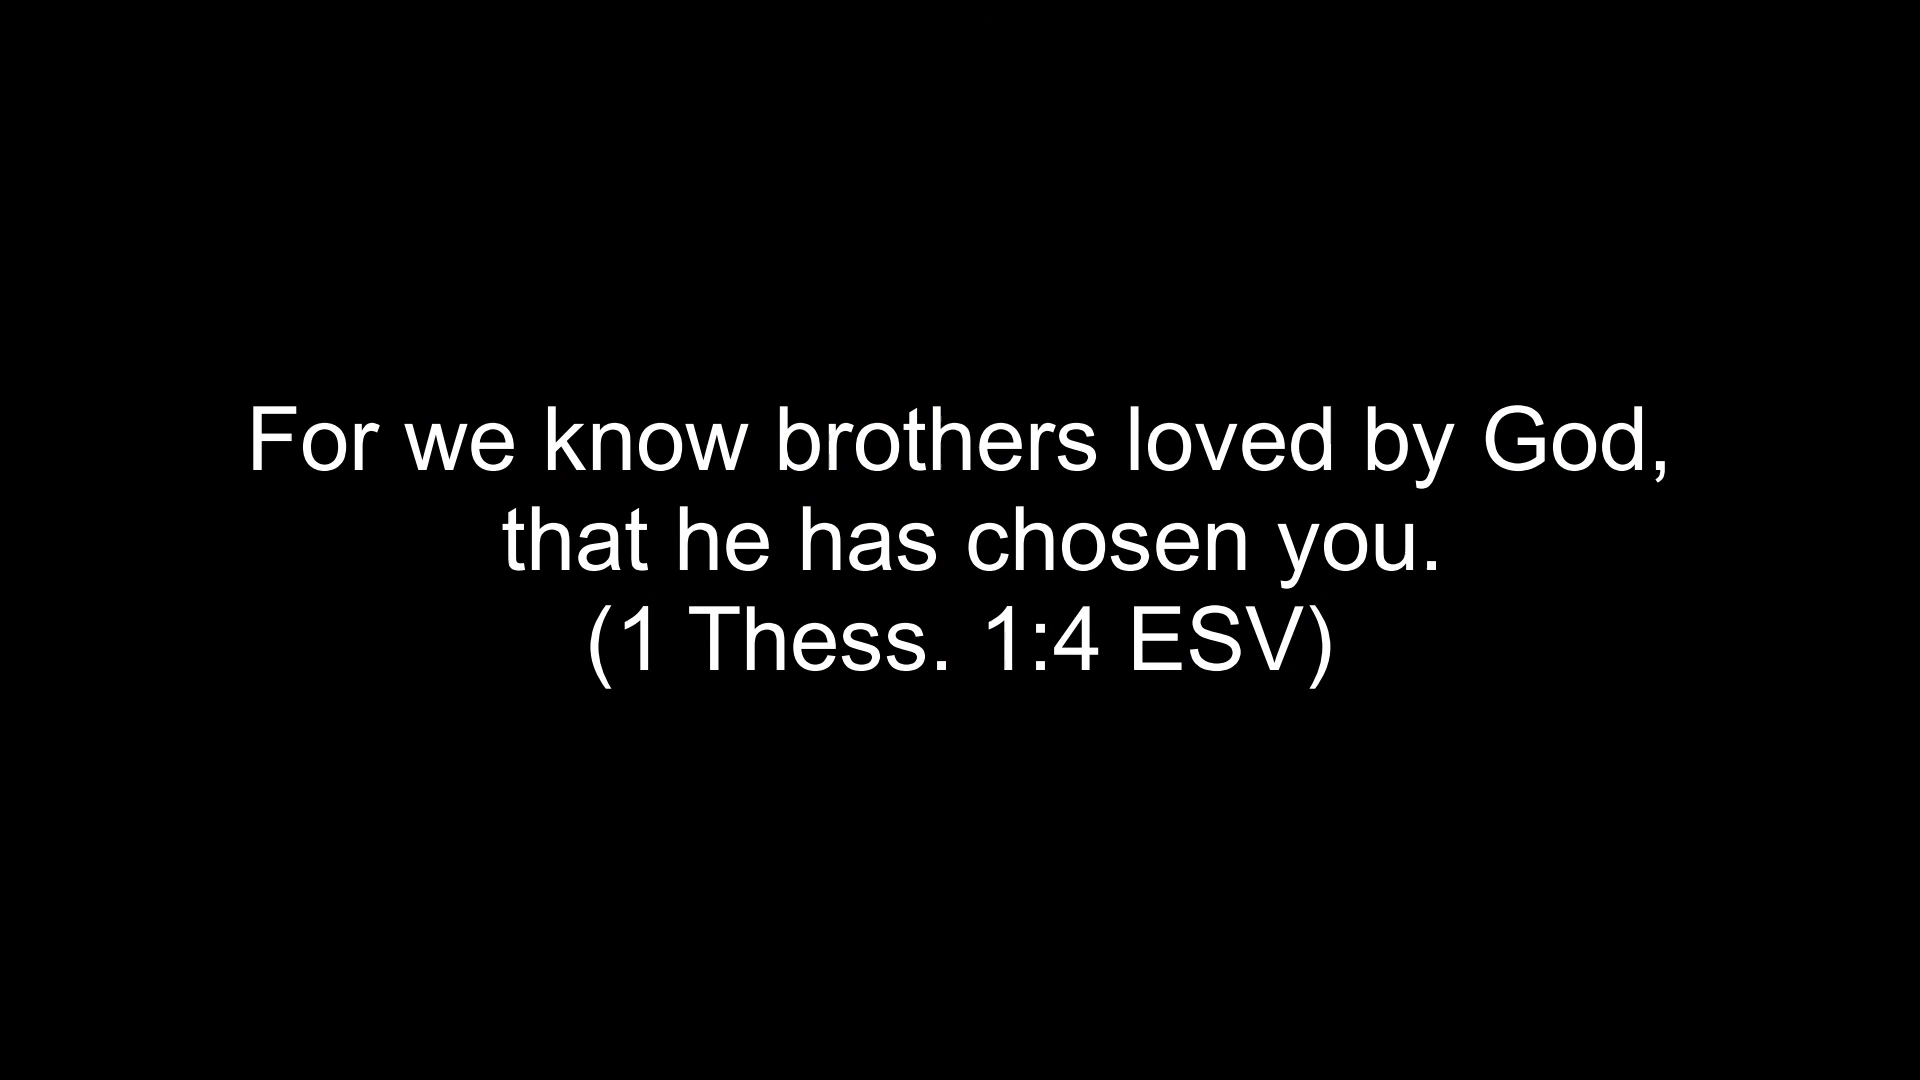 For we know brothers loved by God,
that he has chosen you.
(1 Thess. 1:4 ESV)